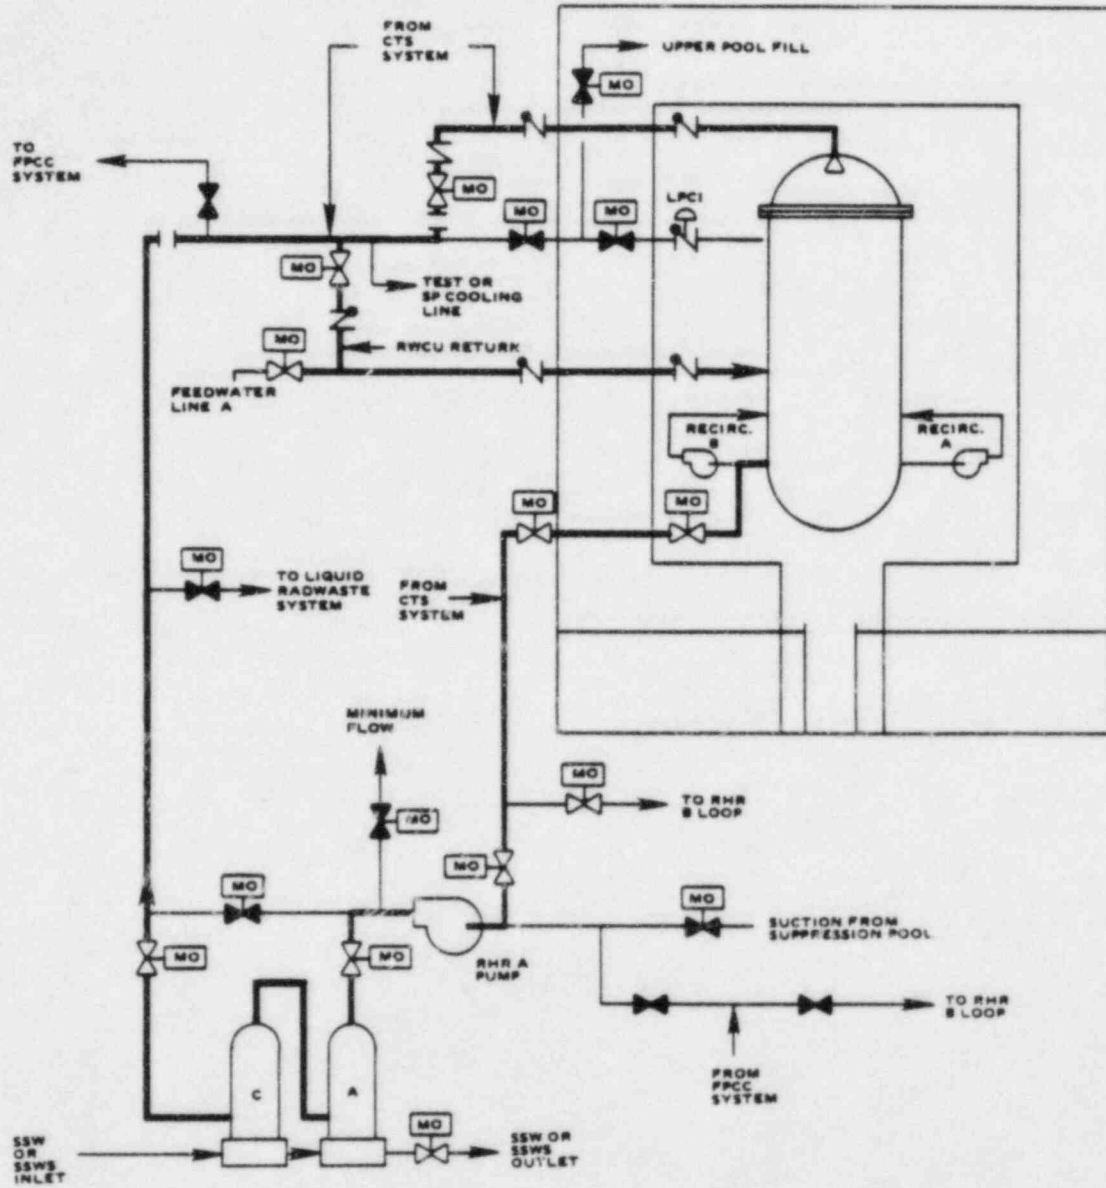 FROM
CTS
SYSTEM
UPPER POOL FILL
MO
TO
FPCC
SYSTEM
MO
LPCI
MO
MO
MO
TEST OR
SP COOLING
LINE
MO
RWCU RETURN
FEEDWATER
LINE A
RECIRC.
B
RECIRC.
A
MO
MO
MO
TO LIQUID
RADWASTE
SYSTEM
FROM
CTS
SYSTEM
MINIMUM
FLOW
MO
TO RHR
B LOOP
MO
MO
MO
MO
SUCTION FROM
SUPPRESSION POOL
RHR A
PUMP
MO
MO
TO RHR
B LOOP
FROM
FPCC
SYSTEM
C
A
SSW
OR
SSWS
INLET
MO
SSW OR
SSWS
OUTLET